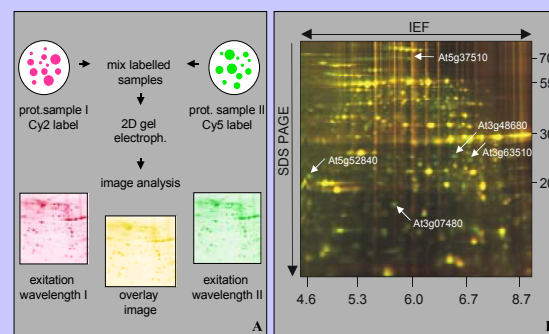 mix labelled
samples
prot.sample I
Cy2 label
prot. sample II
Cy5 label
2D gel
electroph.
image analysis
exitation
wavelength I
overlay
image
exitation
wavelength II
A
IEF
SDS PAGE
At5g37510
At3g48680
At3g63510
At5g52840
At3g07480
70
55
30
20
4.6
5.3
6.0
6.7
8.7